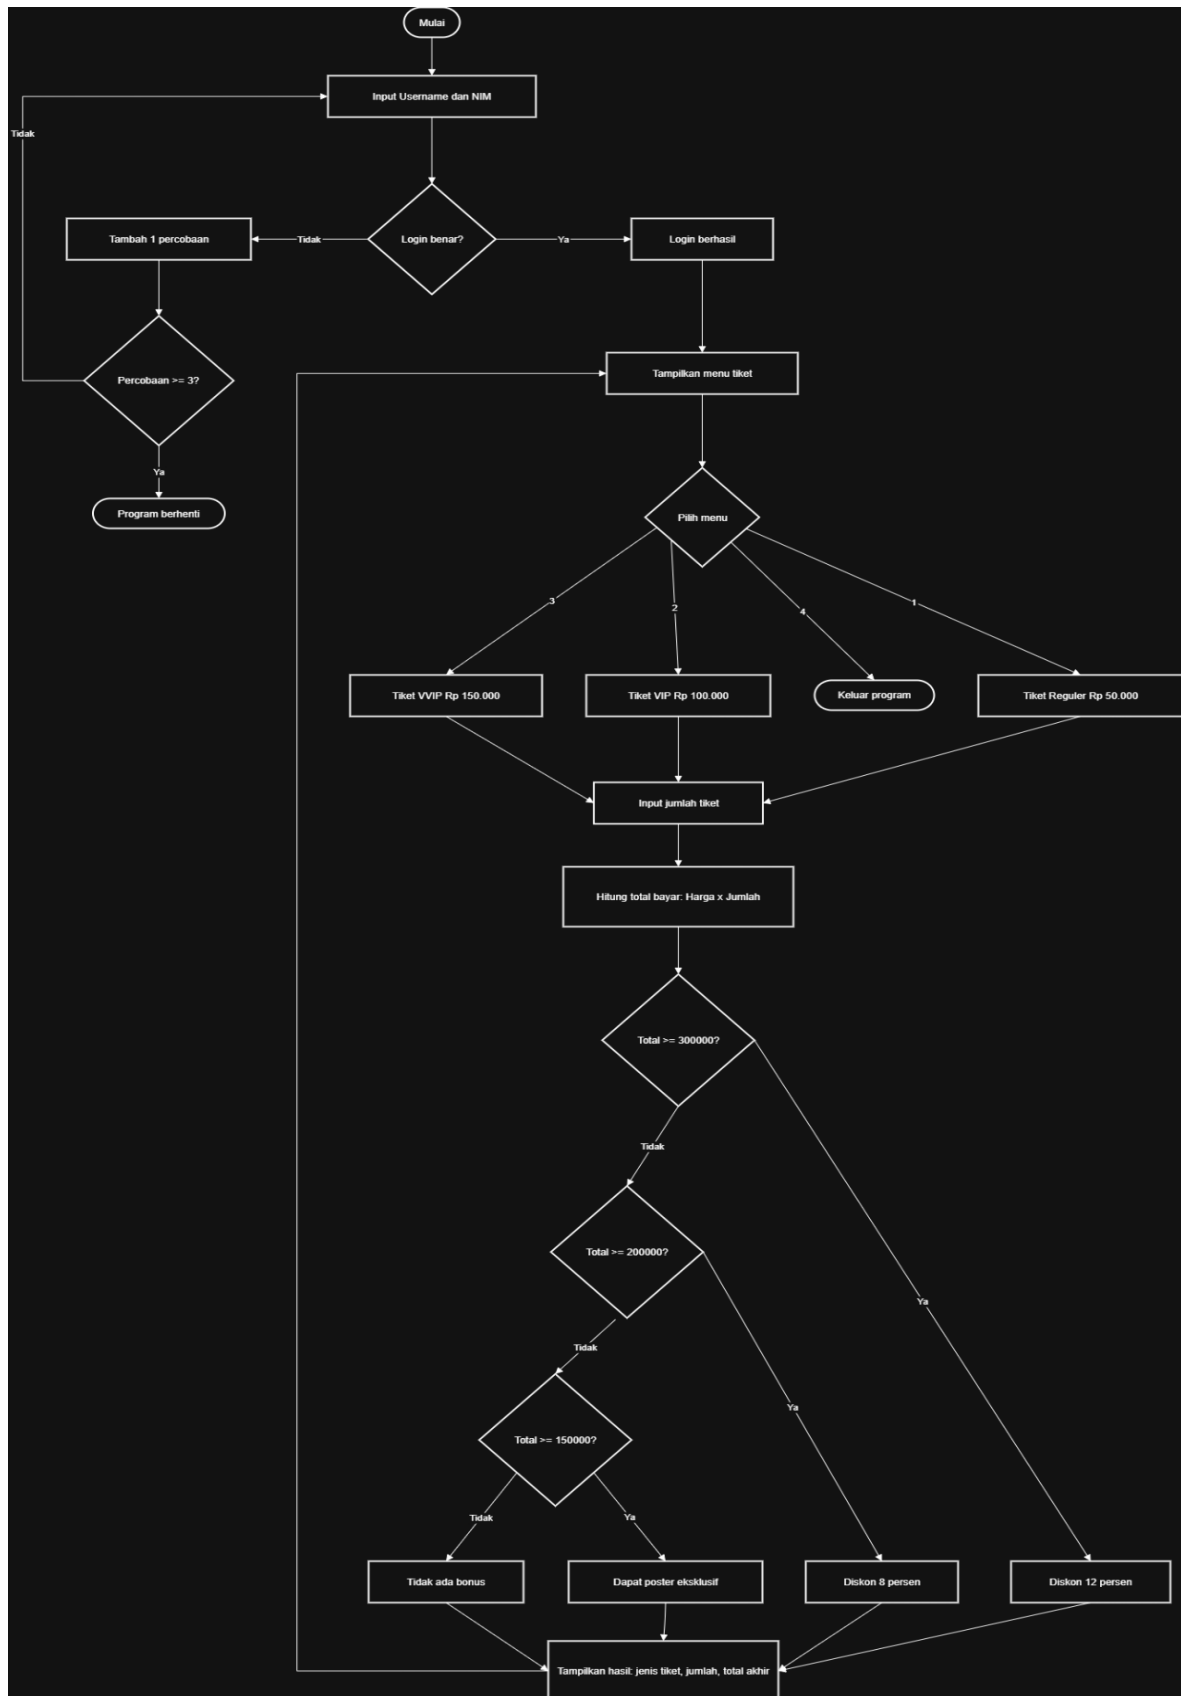 Mulai
Input Username dan NIM
Tidak
Tambah 1 percobaan
Tidak
Login benar?
Ya
Login berhasil
Percobaan >= 3?
Tampilkan menu tiket
Ya
Program berhenti
Pilih menu
3
2
4
1
Tiket VVIP Rp 150.000
Tiket VIP Rp 100.000
Keluar program
Tiket Reguler Rp 50.000
Input jumlah tiket
Hitung total bayar: Harga x Jumlah
Total >= 300000?
Tidak
Total >= 200000?
Ya
Tidak
Ya
Total >= 150000?
Tidak
Ya
Tidak ada bonus
Dapat poster eksklusif
Diskon 8 persen
Diskon 12 persen
Tampilkan hasil: jenis tiket, jumlah, total akhir